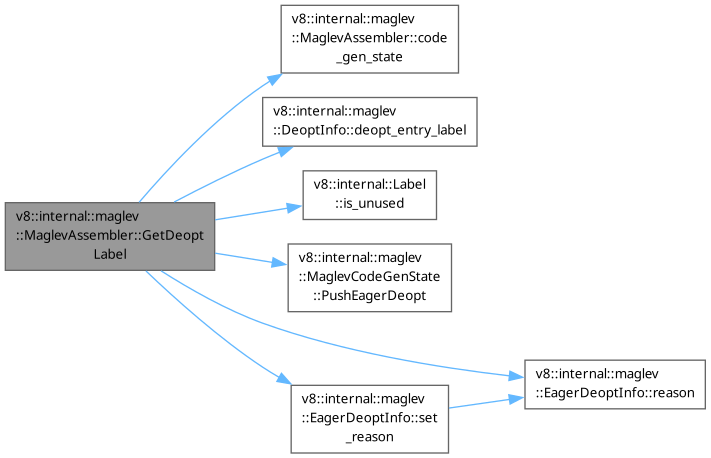 v8::internal::maglev
::MaglevAssembler::code
_gen_state
v8::internal::maglev
::DeoptInfo::deopt_entry_label
v8::internal::Label
::is_unused
v8::internal::maglev
::MaglevAssembler::GetDeopt
Label
v8::internal::maglev
::MaglevCodeGenState
::PushEagerDeopt
v8::internal::maglev
::EagerDeoptInfo::reason
v8::internal::maglev
::EagerDeoptInfo::set
_reason